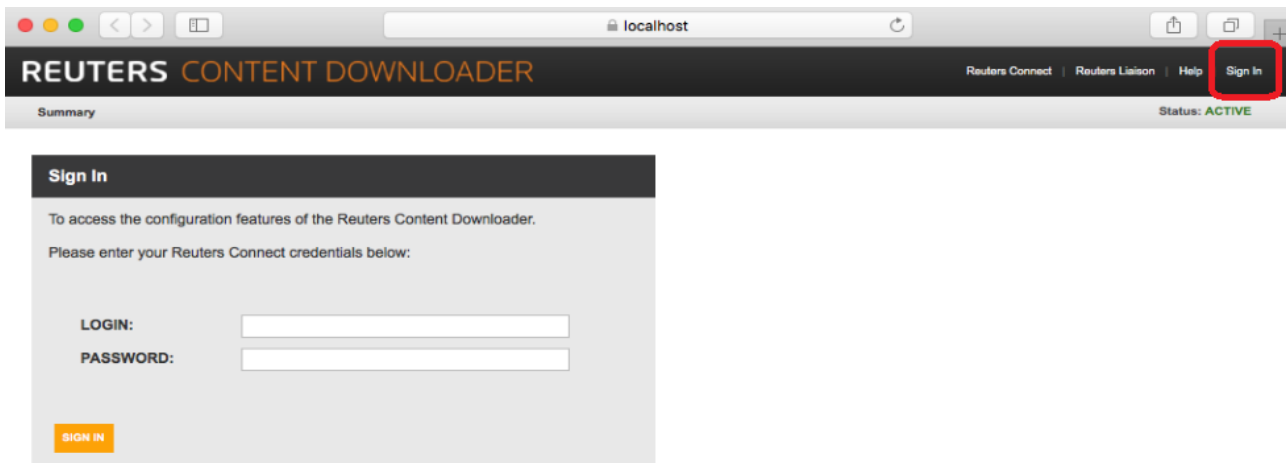 localhost
REUTERS CONTENT DOWNLOADER
Reuters Connect | Reuters Liaison | Help Sign In
Summary Status: ACTIVE
Sign In
To access the configuration features of the Reuters Content Downloader.
Please enter your Reuters Connect credentials below:
LOGIN:
PASSWORD:
SIGN IN